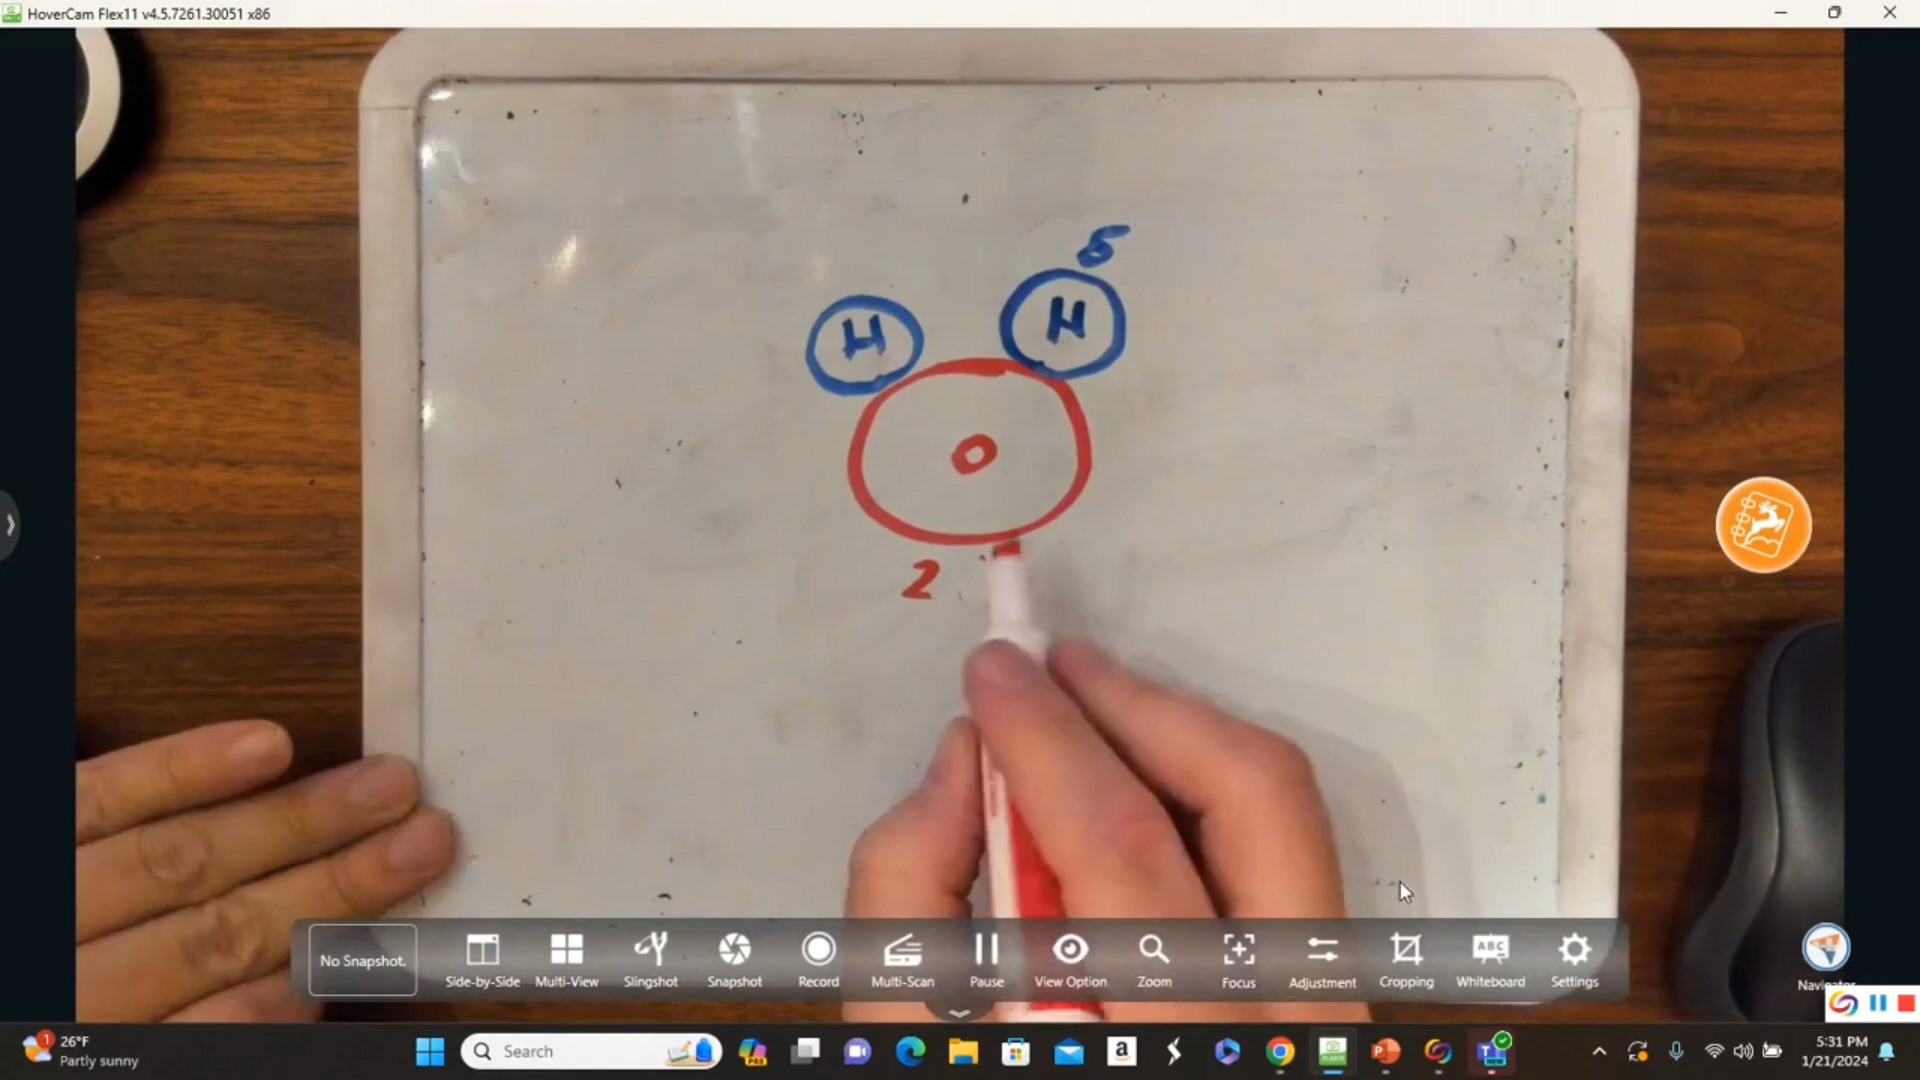 HoverCam Flex11 v4.5.7261.30051 x86
δ
H H
O
2
No Snapshot.
Side-by-Side Multi-View Slingshot Snapshot Record Multi-Scan Pause View Option Zoom Focus Adjustment Cropping Whiteboard Settings
ABC
1
26°F
Partly sunny
Search
5:31 PM
1/21/2024